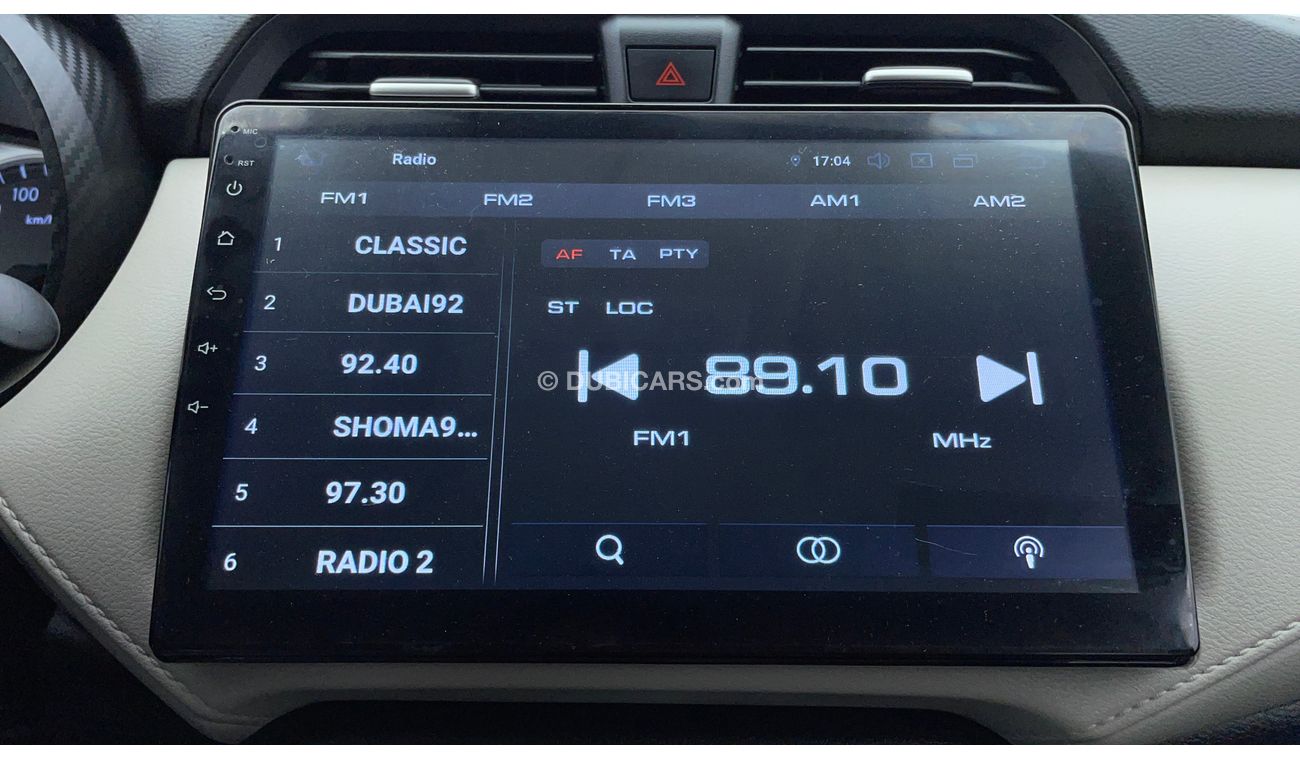 MIC
RST
Radio
17:04
FM1 FM2 FM3 AM1 AM2
1 CLASSIC
2 DUBAI92
3 92.40
4 SHOMA9...
5 97.30
6 RADIO 2
AF TA PTY
ST LOC
89.10
FM1 MHz
© DUBICARS.com
100
km/h